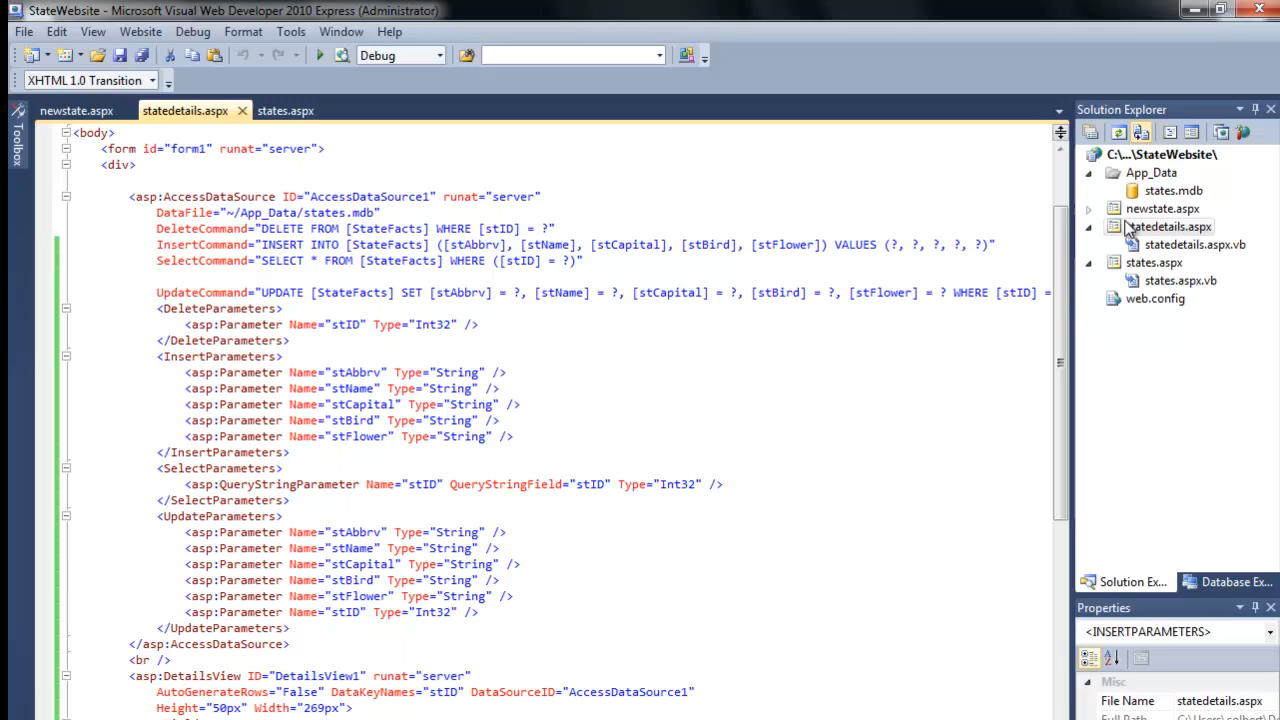 StateWebsite - Microsoft Visual Web Developer 2010 Express (Administrator)
File Edit View Website Debug Format Tools Window Help
Debug
XHTML 1.0 Transition
newstate.aspx statedetails.aspx states.aspx
Toolbox
<body>
<form id="form1" runat="server">
<div>
<asp:AccessDataSource ID="AccessDataSource1" runat="server"
DataFile="~/App_Data/states.mdb"
DeleteCommand="DELETE FROM [StateFacts] WHERE [stID] = ?"
InsertCommand="INSERT INTO [StateFacts] ([stAbbrv], [stName], [stCapital], [stBird], [stFlower]) VALUES (?, ?, ?, ?, ?)"
SelectCommand="SELECT * FROM [StateFacts] WHERE ([stID] = ?)"
UpdateCommand="UPDATE [StateFacts] SET [stAbbrv] = ?, [stName] = ?, [stCapital] = ?, [stBird] = ?, [stFlower] = ? WHERE [stID] =
<DeleteParameters>
<asp:Parameter Name="stID" Type="Int32" />
</DeleteParameters>
<InsertParameters>
<asp:Parameter Name="stAbbrv" Type="String" />
<asp:Parameter Name="stName" Type="String" />
<asp:Parameter Name="stCapital" Type="String" />
<asp:Parameter Name="stBird" Type="String" />
<asp:Parameter Name="stFlower" Type="String" />
</InsertParameters>
<SelectParameters>
<asp:QueryStringParameter Name="stID" QueryStringField="stID" Type="Int32" />
</SelectParameters>
<UpdateParameters>
<asp:Parameter Name="stAbbrv" Type="String" />
<asp:Parameter Name="stName" Type="String" />
<asp:Parameter Name="stCapital" Type="String" />
<asp:Parameter Name="stBird" Type="String" />
<asp:Parameter Name="stFlower" Type="String" />
<asp:Parameter Name="stID" Type="Int32" />
</UpdateParameters>
</asp:AccessDataSource>
<br />
<asp:DetailsView ID="DetailsView1" runat="server"
AutoGenerateRows="False" DataKeyNames="stID" DataSourceID="AccessDataSource1"
Height="50px" Width="269px">
Solution Explorer
C:\...\StateWebsite\
App_Data
states.mdb
newstate.aspx
statedetails.aspx
statedetails.aspx.vb
states.aspx
states.aspx.vb
web.config
Solution Ex... Database Ex...
Properties
<INSERTPARAMETERS>
Misc
File Name statedetails.aspx